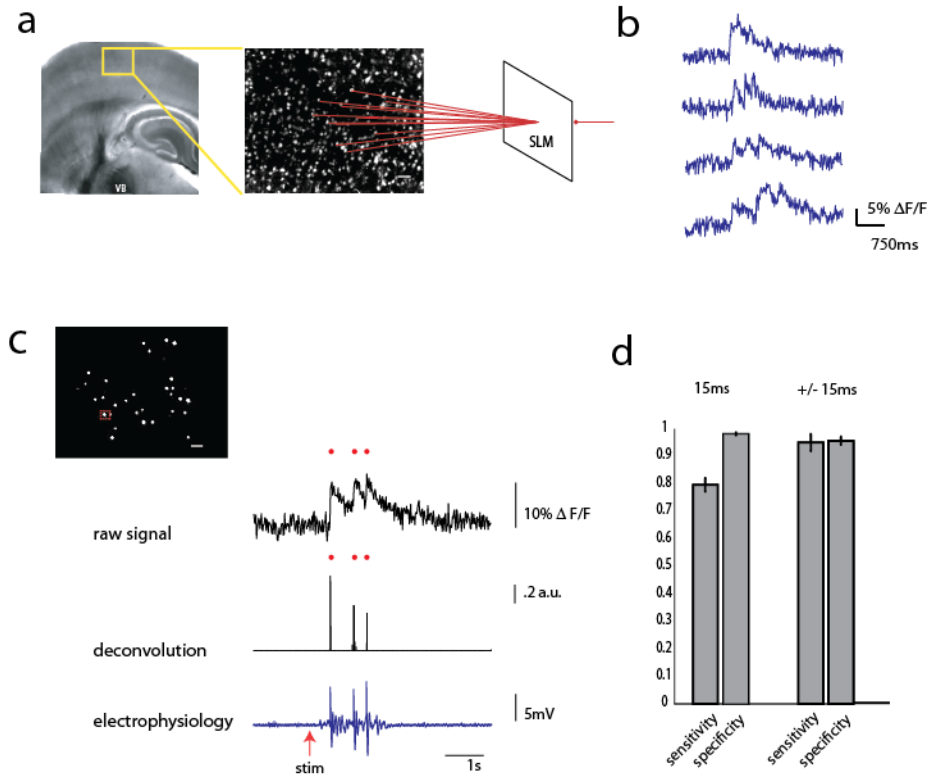 a
VB
SLM
b
5% ΔF/F
750ms
c
raw signal
10% Δ F/F
deconvolution
.2 a.u.
electrophysiology
5mV
stim
1s
d
15ms
+/- 15ms
1
0.9
0.8
0.7
0.6
0.5
0.4
0.3
0.2
0.1
0
sensitivity
specificity
sensitivity
specificity